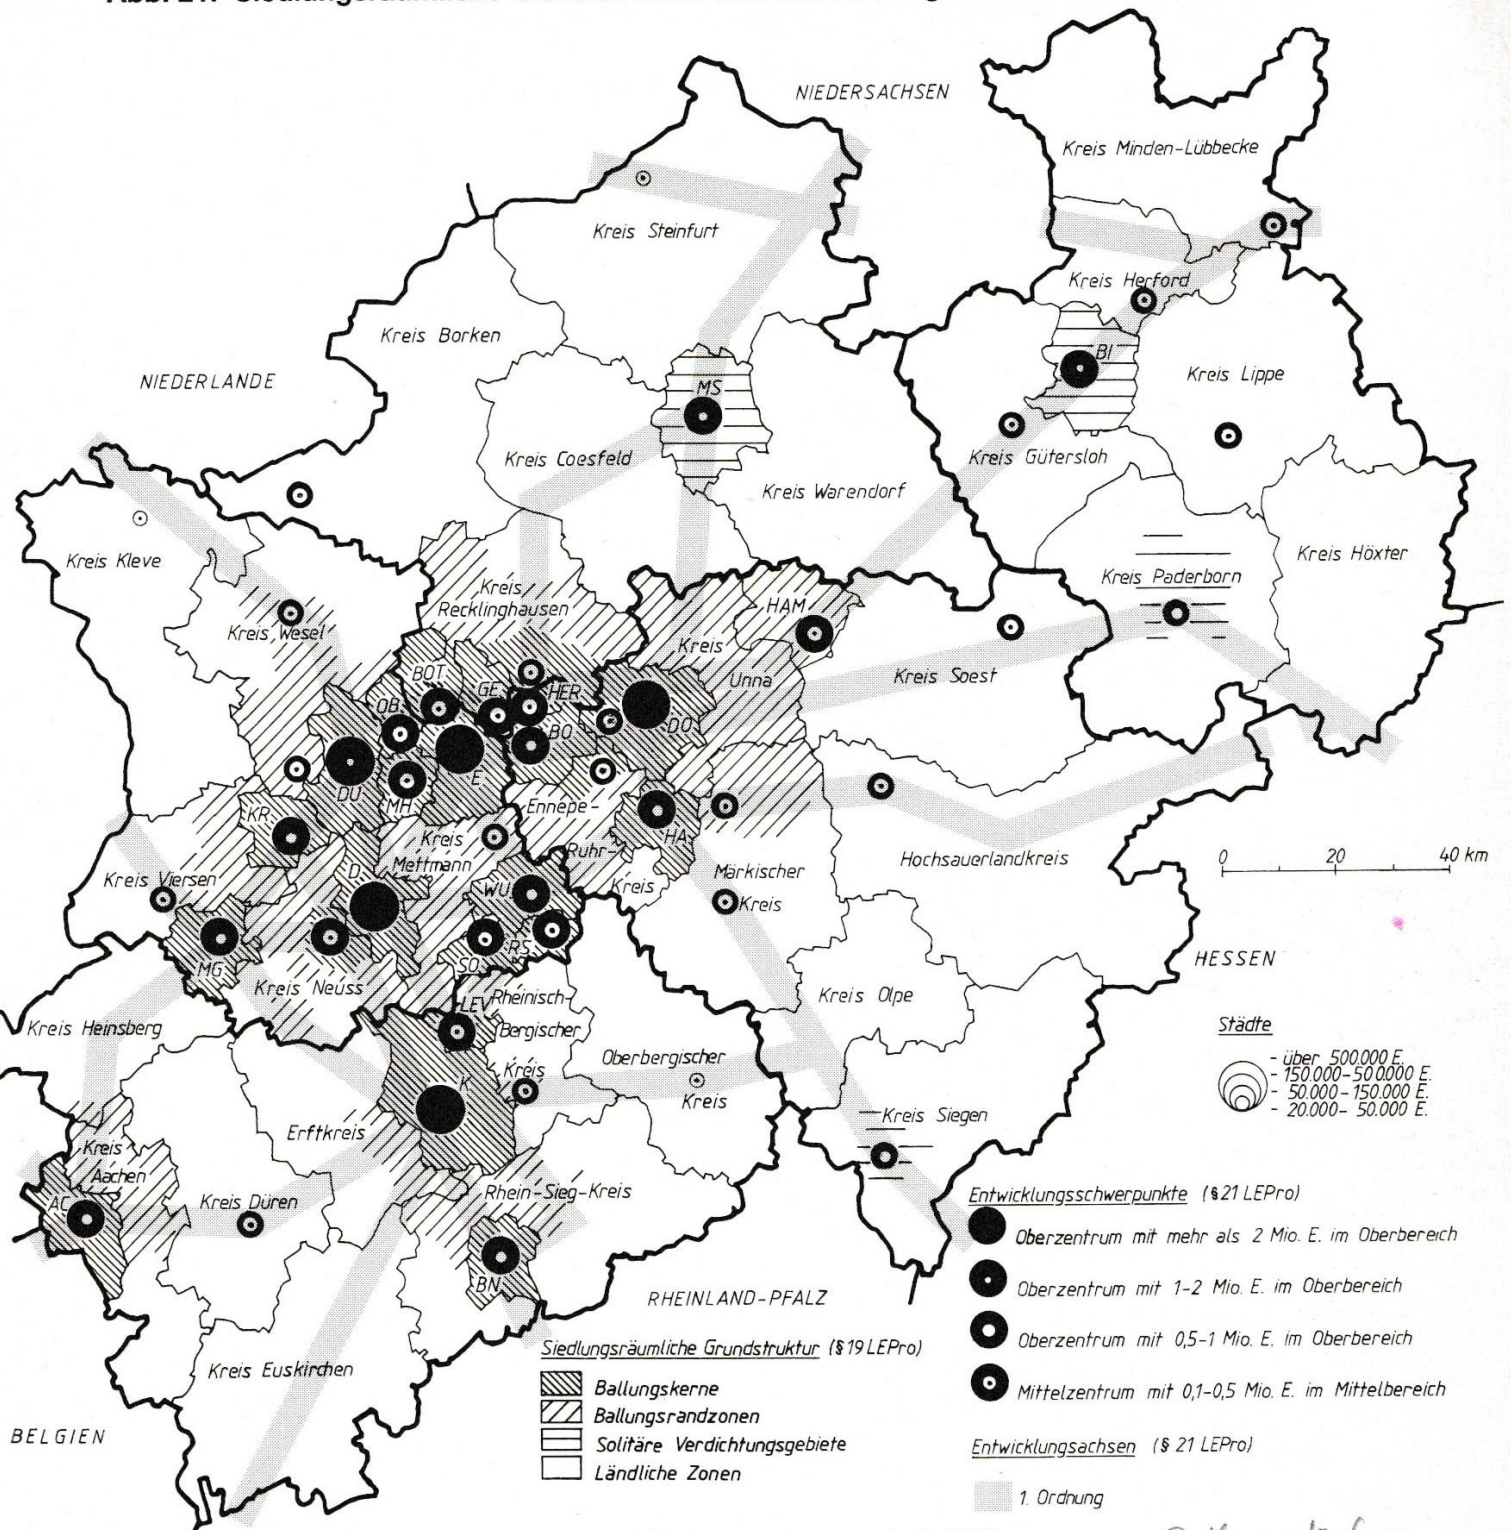 NIEDERSACHSEN
Kreis Minden-Lübbecke
Kreis Steinfurt
Kreis Herford
Kreis Borken
BI
NIEDERLANDE
Kreis Lippe
MS
Kreis Coesfeld
Kreis Gütersloh
Kreis Warendorf
Kreis Kleve
Kreis Höxter
Kreis Paderborn
Kreis
Recklinghausen
HAM
Kreis Wesel
Kreis
Unna
Kreis Soest
BOT
GE
HER
OB
BO
DO
E
DU
MH
KR
Ennepe-
Ruhr-
Kreis
HA
Kreis
Mettmann
Märkischer
Kreis
Hochsauerlandkreis
0 20 40 km
Kreis Viersen
D
WU
SO
RS
MG
Kreis Neuss
HESSEN
Kreis Olpe
LEV
Rheinisch-
Bergischer
Kreis
Kreis Heinsberg
Oberbergischer
Kreis
K
Erftkreis
Kreis Siegen
Kreis
Aachen
AC
Kreis Düren
Rhein-Sieg-Kreis
BN
RHEINLAND-PFALZ
Kreis Euskirchen
BELGIEN
Städte
- über 500.000 E.
- 150.000-500.000 E.
- 50.000-150.000 E.
- 20.000- 50.000 E.
Entwicklungsschwerpunkte (§21 LEPro)
Oberzentrum mit mehr als 2 Mio. E. im Oberbereich
Oberzentrum mit 1-2 Mio. E. im Oberbereich
Oberzentrum mit 0,5-1 Mio. E. im Oberbereich
Mittelzentrum mit 0,1-0,5 Mio. E. im Mittelbereich
Entwicklungsachsen (§ 21 LEPro)
1. Ordnung
Siedlungsräumliche Grundstruktur (§19 LEPro)
Ballungskerne
Ballungsrandzonen
Solitäre Verdichtungsgebiete
Ländliche Zonen